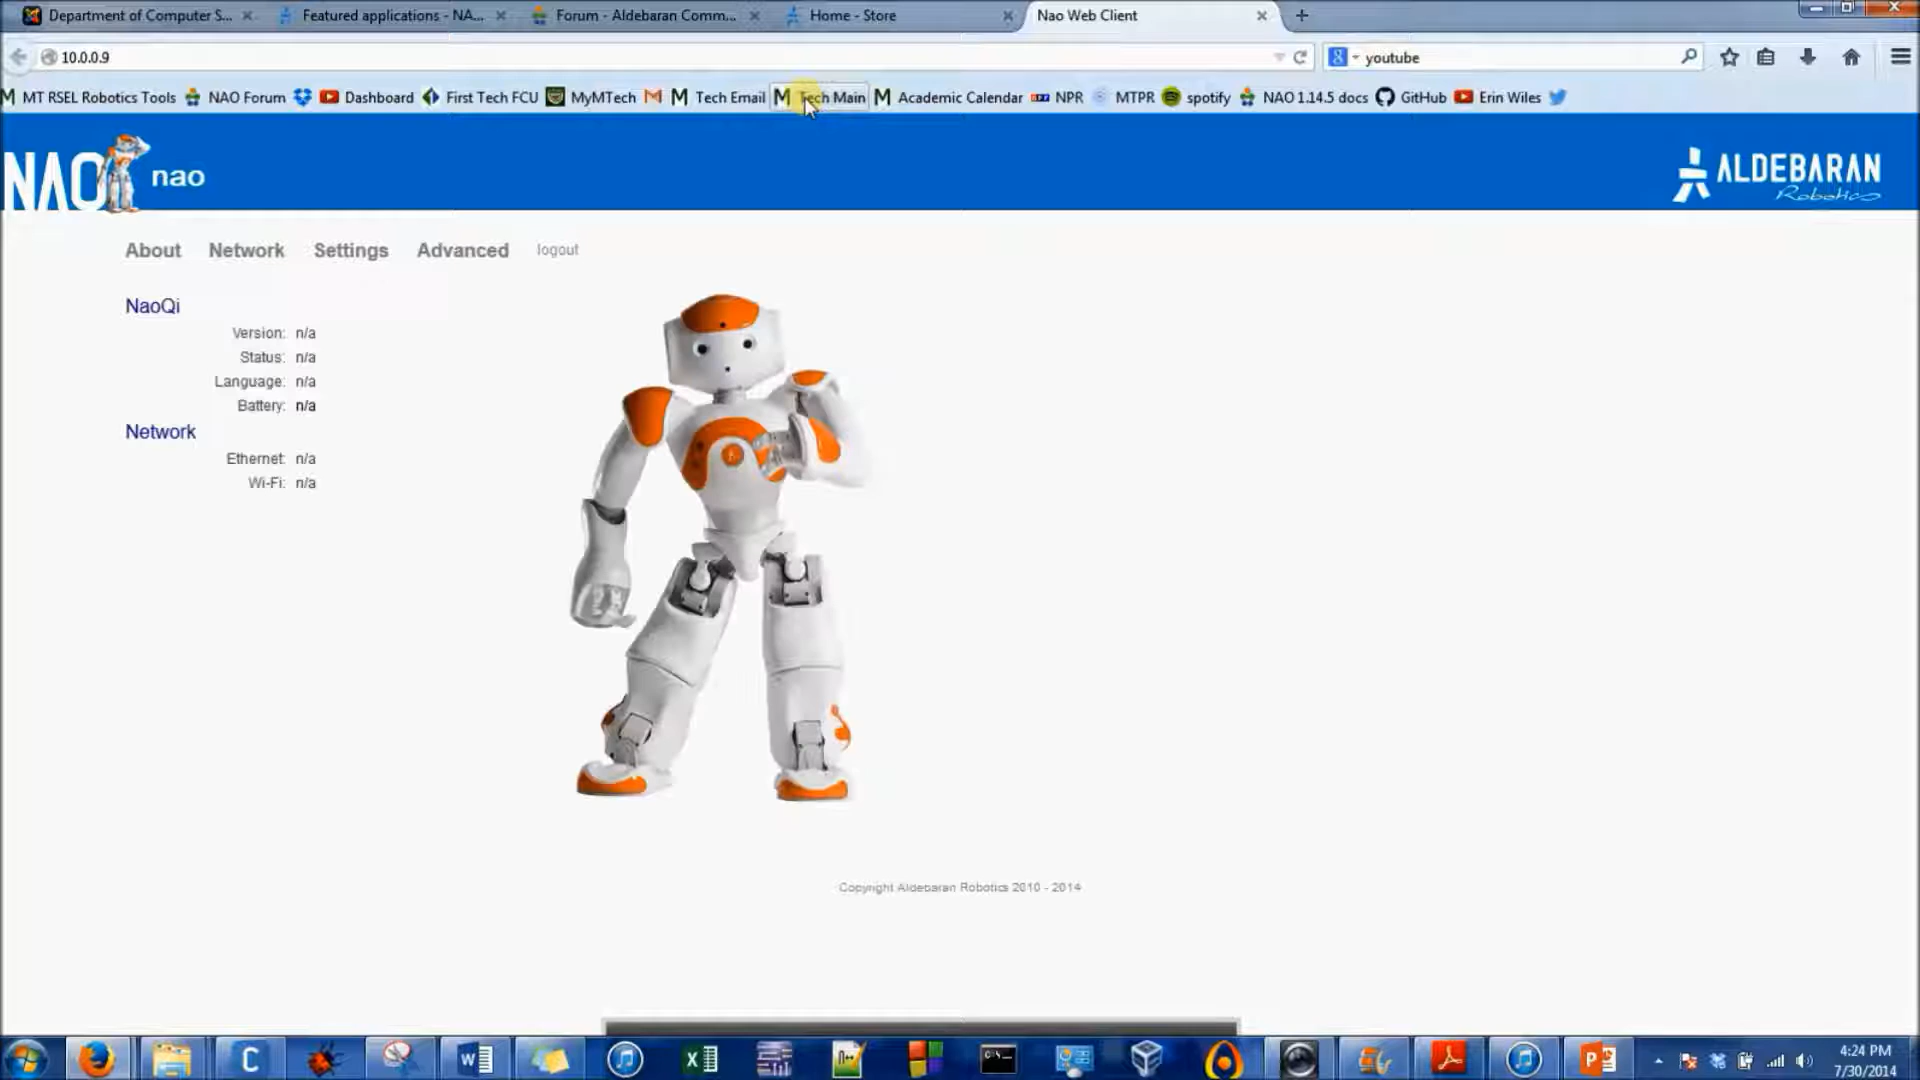 Department of Computer S...
Featured applications - NA...
Forum - Aldebaran Comm...
Home - Store
Nao Web Client
10.0.0.9
youtube
MT RSEL Robotics Tools
NAO Forum
Dashboard
First Tech FCU
MyMTech
Tech Email
Tech Main
Academic Calendar
NPR
MTPR
spotify
NAO 1.14.5 docs
GitHub
Erin Wiles
NAO
nao
ALDEBARAN
Robotics
About
Network
Settings
Advanced
logout
NaoQi
Version: n/a
Status: n/a
Language: n/a
Battery: n/a
Network
Ethernet: n/a
Wi-Fi: n/a
Copyright Aldebaran Robotics 2010 - 2014
4:24 PM
7/30/2014